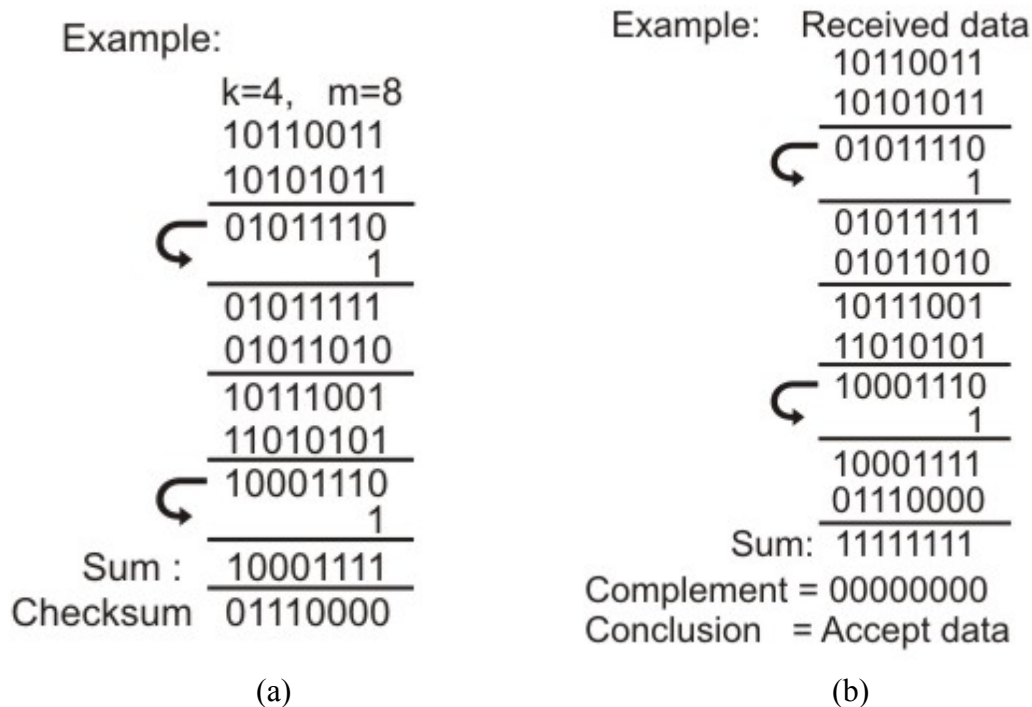 Example:
k=4, m=8
10110011
10101011
01011110
1
01011111
01011010
10111001
11010101
10001110
1
Sum : 10001111
Checksum 01110000
(a)
Example: Received data
10110011
10101011
01011110
1
01011111
01011010
10111001
11010101
10001110
1
10001111
01110000
Sum: 11111111
Complement = 00000000
Conclusion = Accept data
(b)